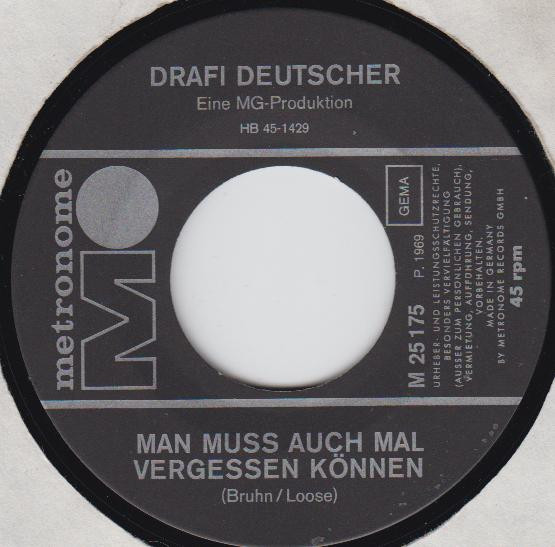 DRAFI DEUTSCHER
Eine MG-Produktion
HB 45-1429
metronome
M
GEMA
M 25175 P. 1969
URHEBER- UND LEISTUNGSSCHUTZRECHTE,
BESONDERS VERVIELFÄLTIGUNG
(AUSSER ZUM PERSÖNLICHEN GEBRAUCH),
VERMIETUNG, AUFFÜHRUNG, SENDUNG,
VORBEHALTEN.
MADE IN GERMANY
BY METRONOME RECORDS GMBH
45 rpm
MAN MUSS AUCH MAL
VERGESSEN KÖNNEN
(Bruhn/Loose)